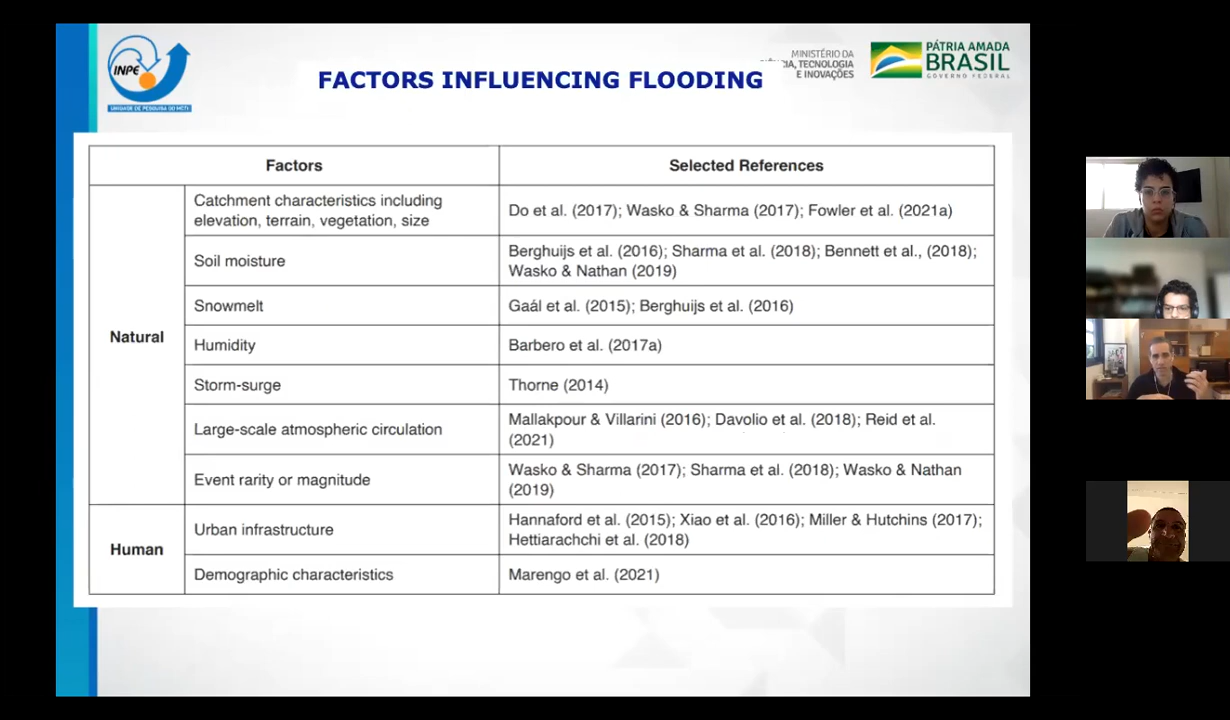 INPE
UNIDADE DE PESQUISA DO MCTI
FACTORS INFLUENCING FLOODING
MINISTÉRIO DA
TECNOLOGIA
E INOVAÇÕES
PÁTRIA AMADA
BRASIL
GOVERNO FEDERAL
Factors
Selected References
Natural
Catchment characteristics including
elevation, terrain, vegetation, size
Do et al. (2017); Wasko & Sharma (2017); Fowler et al. (2021a)
Soil moisture
Berghuijs et al. (2016); Sharma et al. (2018); Bennett et al., (2018);
Wasko & Nathan (2019)
Snowmelt
Gaál et al. (2015); Berghuijs et al. (2016)
Humidity
Barbero et al. (2017a)
Storm-surge
Thorne (2014)
Large-scale atmospheric circulation
Mallakpour & Villarini (2016); Davolio et al. (2018); Reid et al.
(2021)
Event rarity or magnitude
Wasko & Sharma (2017); Sharma et al. (2018); Wasko & Nathan
(2019)
Human
Urban infrastructure
Hannaford et al. (2015); Xiao et al. (2016); Miller & Hutchins (2017);
Hettiarachchi et al. (2018)
Demographic characteristics
Marengo et al. (2021)